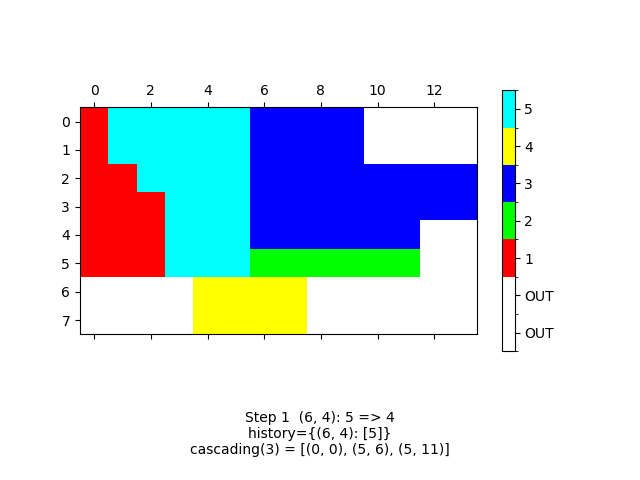 0 2 4 6 8 10 12
0
1
2
3
4
5
6
7
5
4
3
2
1
OUT
OUT
Step 1  (6, 4): 5 => 4
history={(6, 4): [5]}
cascading(3) = [(0, 0), (5, 6), (5, 11)]